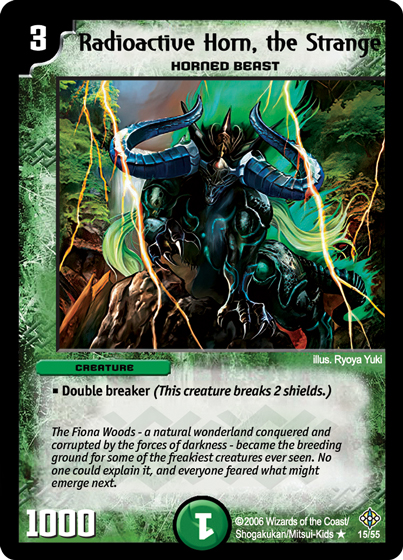 3
Radioactive Horn, the Strange
HORNED BEAST
illus. Ryoya Yuki
CREATURE
▪ Double breaker (This creature breaks 2 shields.)
The Fiona Woods - a natural wonderland conquered and
corrupted by the forces of darkness - became the breeding
ground for some of the freakiest creatures ever seen. No
one could explain it, and everyone feared what might
emerge next.
1000
1
©2006 Wizards of the Coast/
Shogakukan/Mitsui-Kids ★ 15/55